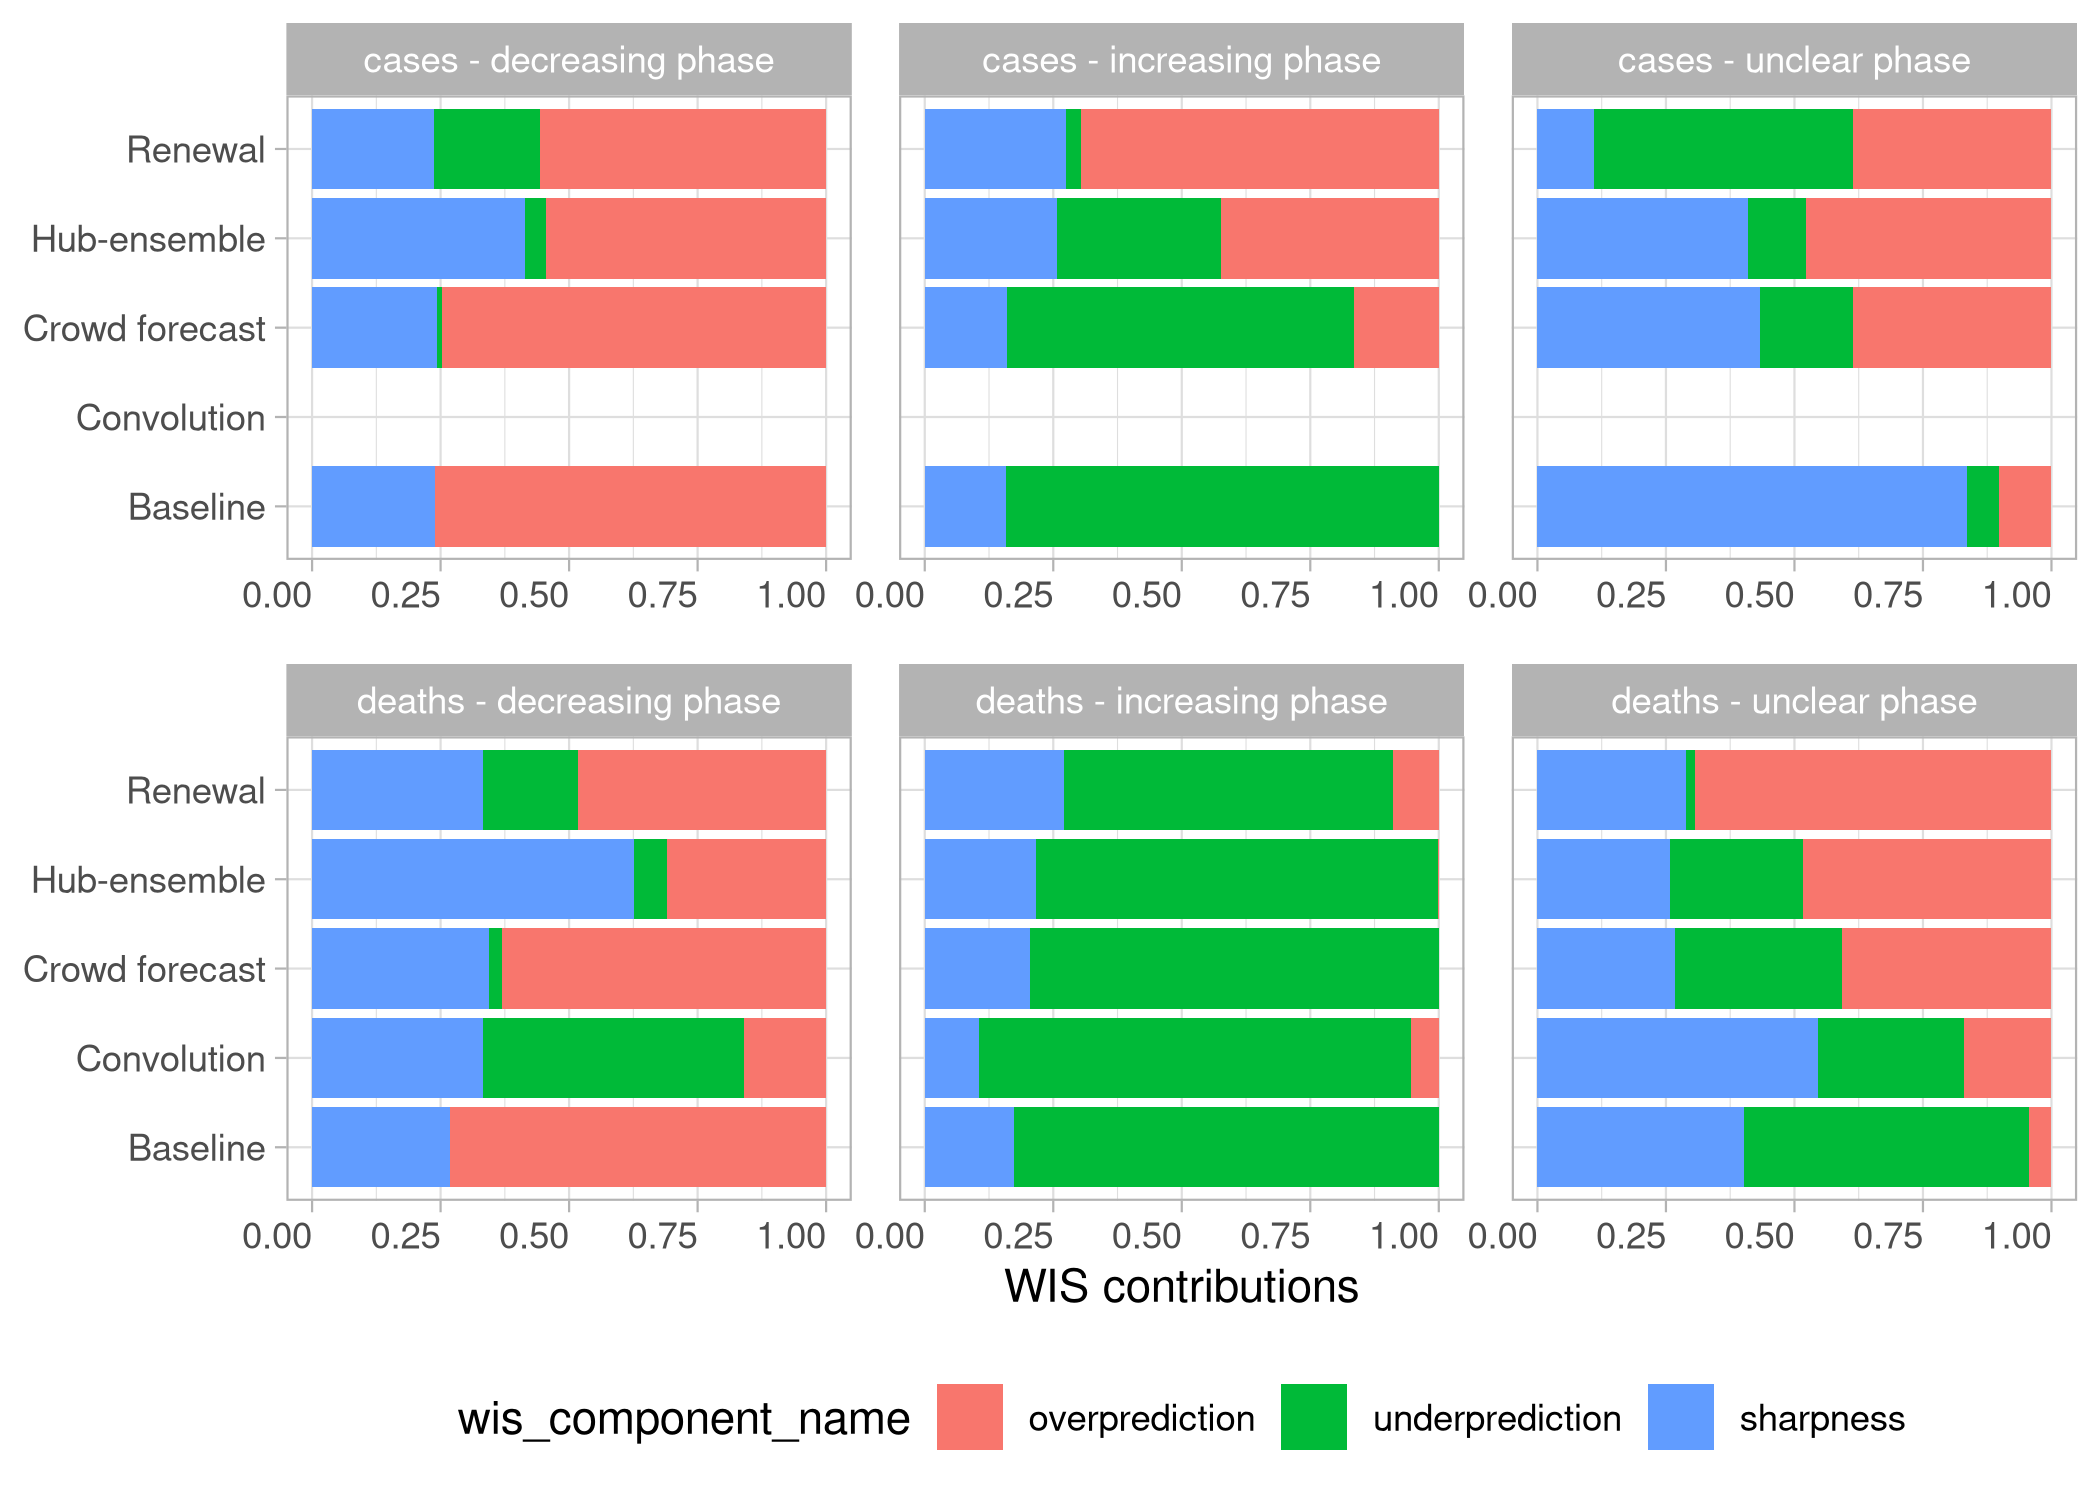 cases - decreasing phase
cases - increasing phase
cases - unclear phase
Renewal
Hub-ensemble
Crowd forecast
Convolution
Baseline
0.00 0.25 0.50 0.75 1.00
0.00 0.25 0.50 0.75 1.00
0.00 0.25 0.50 0.75 1.00
deaths - decreasing phase
deaths - increasing phase
deaths - unclear phase
Renewal
Hub-ensemble
Crowd forecast
Convolution
Baseline
0.00 0.25 0.50 0.75 1.00
0.00 0.25 0.50 0.75 1.00
0.00 0.25 0.50 0.75 1.00
WIS contributions
wis_component_name overprediction underprediction sharpness